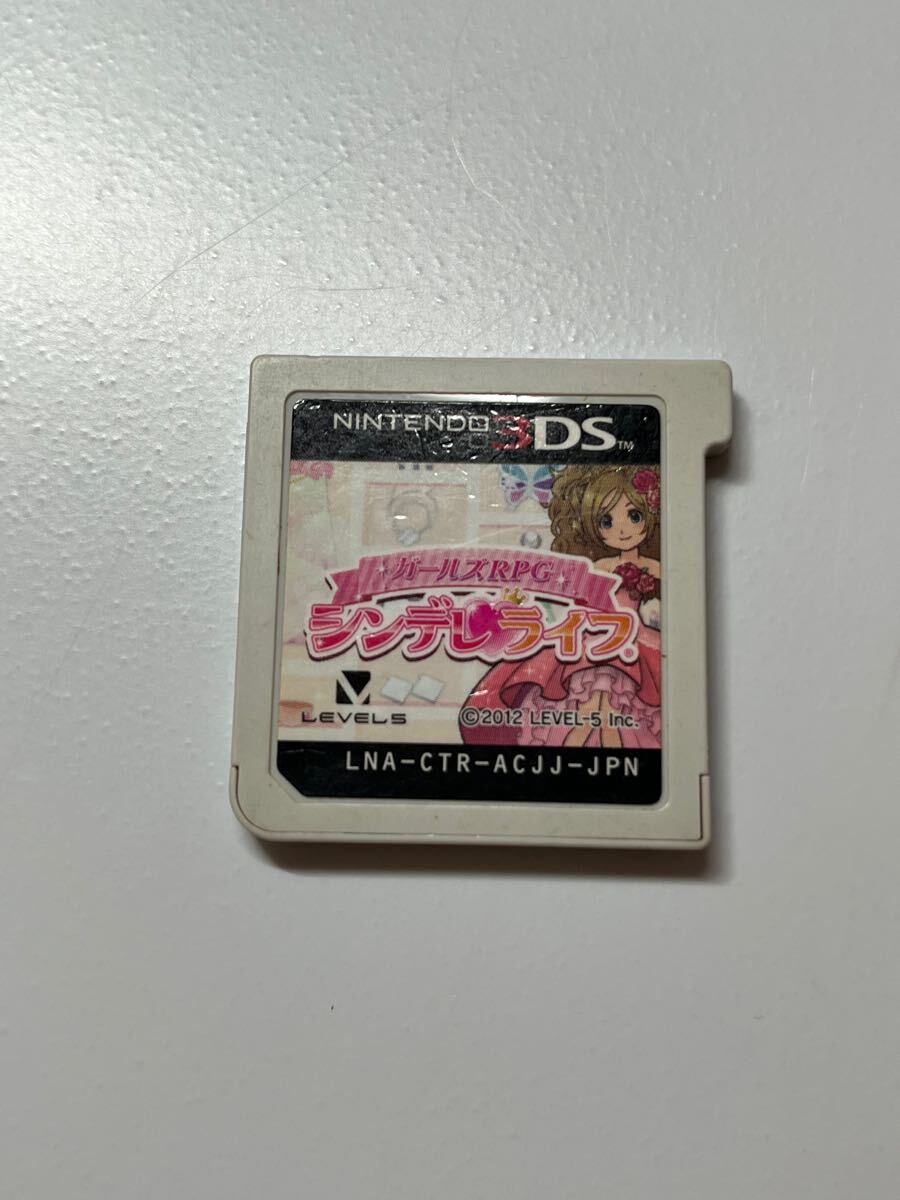 NINTENDO 3DS™
ガールズRPG
シンデレライフ
LEVEL5
©2012 LEVEL-5 Inc.
LNA-CTR-ACJJ-JPN